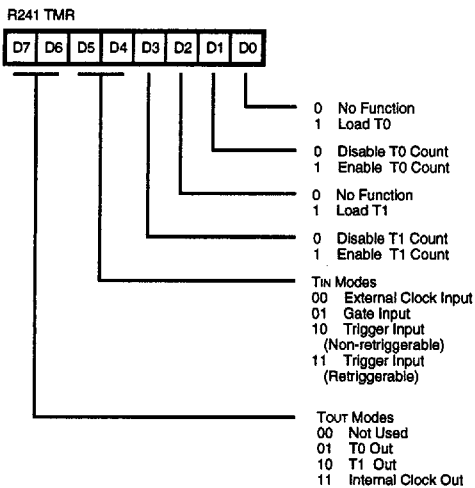 R241 TMR
D7 D6 D5 D4 D3 D2 D1 D0
0 No Function
1 Load T0
0 Disable T0 Count
1 Enable T0 Count
0 No Function
1 Load T1
0 Disable T1 Count
1 Enable T1 Count
TIN Modes
00 External Clock Input
01 Gate Input
10 Trigger Input
(Non-retriggerable)
11 Trigger Input
(Retriggerable)
TOUT Modes
00 Not Used
01 T0 Out
10 T1 Out
11 Internal Clock Out